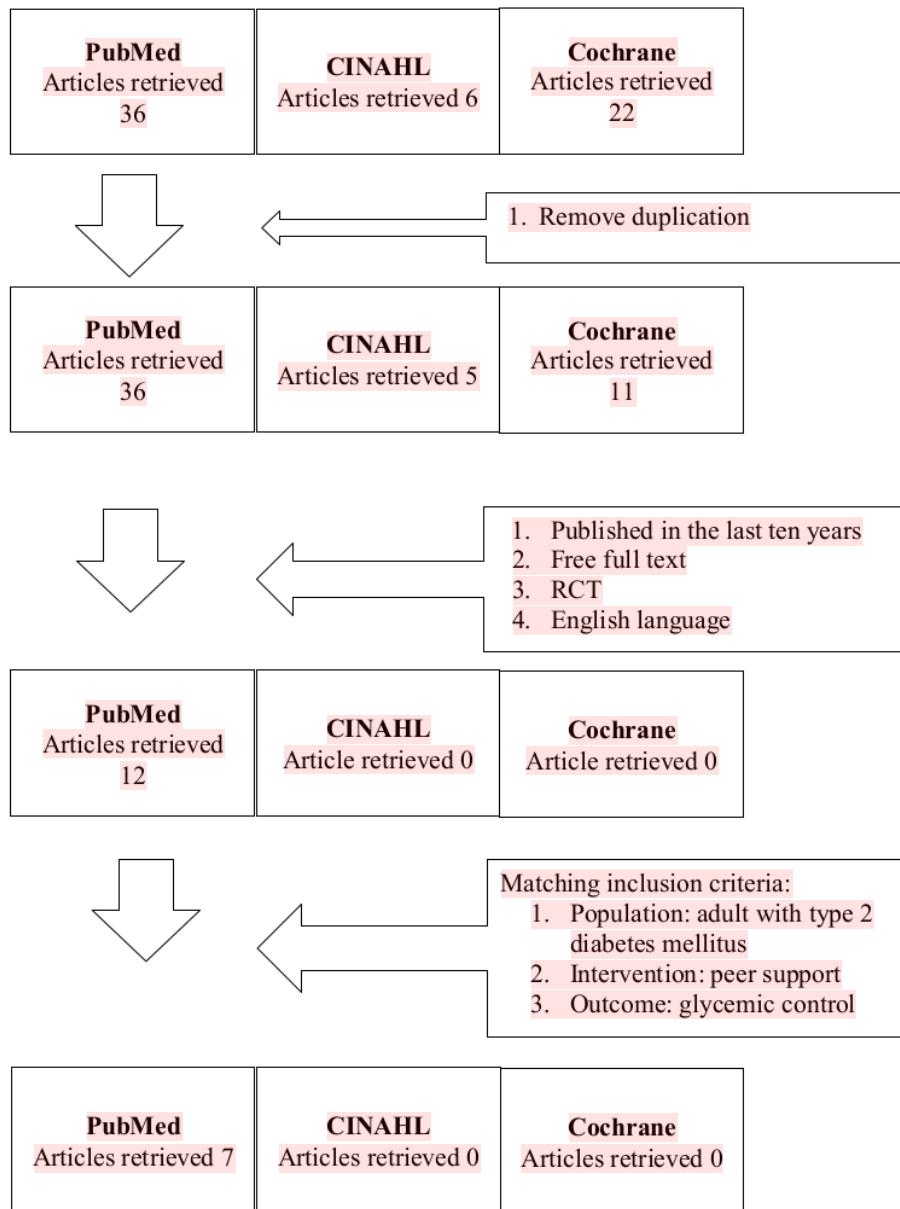 PubMed
Articles retrieved
36
CINAHL
Articles retrieved 6
Cochrane
Articles retrieved
22
1. Remove duplication
PubMed
Articles retrieved
36
CINAHL
Articles retrieved 5
Cochrane
Articles retrieved
11
1. Published in the last ten years
2. Free full text
3. RCT
4. English language
PubMed
Articles retrieved
12
CINAHL
Article retrieved 0
Cochrane
Article retrieved 0
Matching inclusion criteria:
1. Population: adult with type 2
diabetes mellitus
2. Intervention: peer support
3. Outcome: glycemic control
PubMed
Articles retrieved 7
CINAHL
Articles retrieved 0
Cochrane
Articles retrieved 0